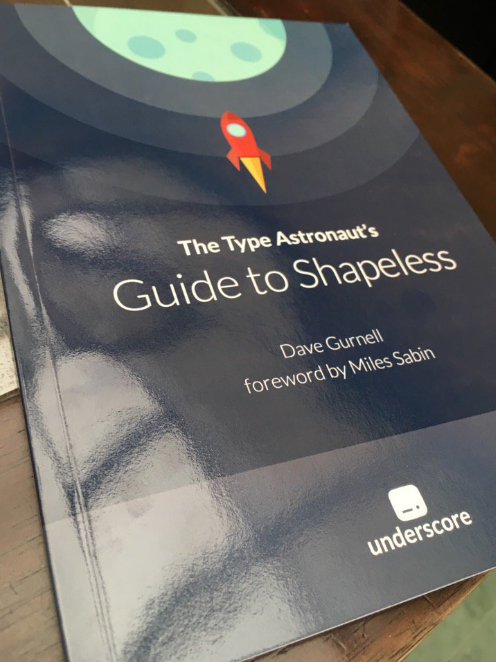 The Type Astronaut's
Guide to Shapeless
Dave Gurnell
foreword by Miles Sabin
underscore